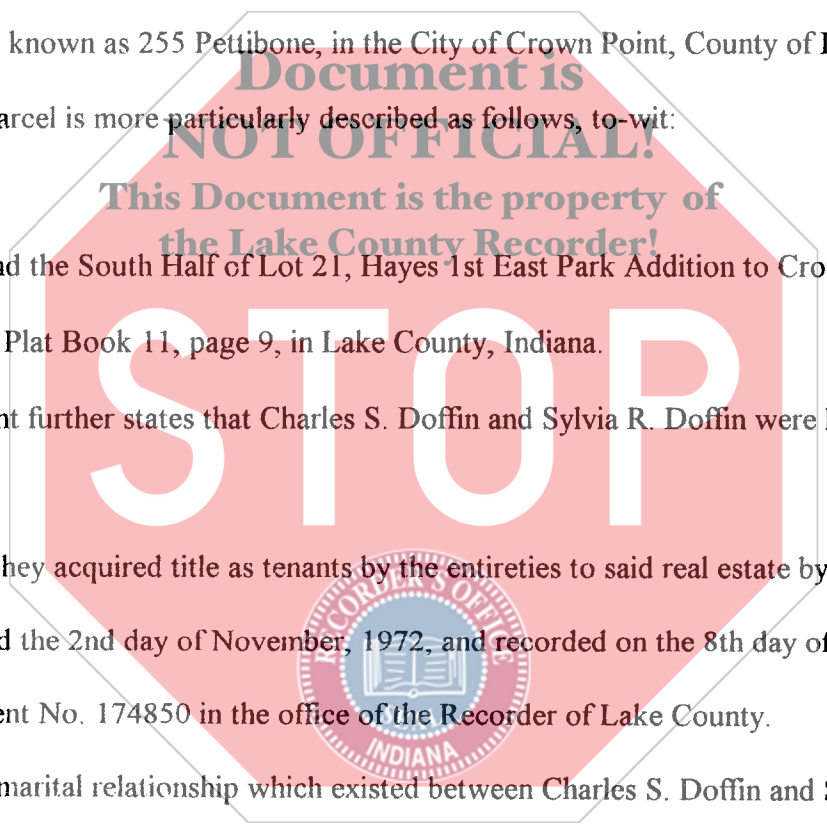 known as 255 Pettibone, in the City of Crown Point, County of
Document is
arcel is more particularly described as follows, to-wit:
NOT OFFICIAL!
This Document is the property of
the Lake County Recorder!
the South Half of Lot 21, Hayes 1st East Park Addition to Cro
Plat Book 11, page 9, in Lake County, Indiana.
nt further states that Charles S. Doffin and Sylvia R. Doffin were
STOP
hey acquired title as tenants by the entireties to said real estate by
RECORDER'S OFFICE
the 2nd day of November, 1972, and recorded on the 8th day of
ent No. 174850 in the office of the Recorder of Lake County.
INDIANA
marital relationship which existed between Charles S. Doffin and